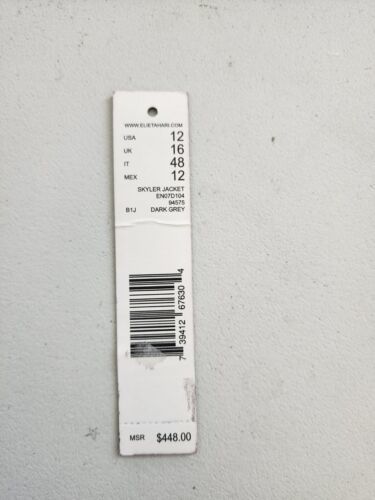 WWW.ELIETAHARI.COM
USA 12
UK 16
IT 48
MEX 12
SKYLER JACKET
EN07D104
94575
B1J DARK GREY
7 39412 67630 4
MSR $448.00